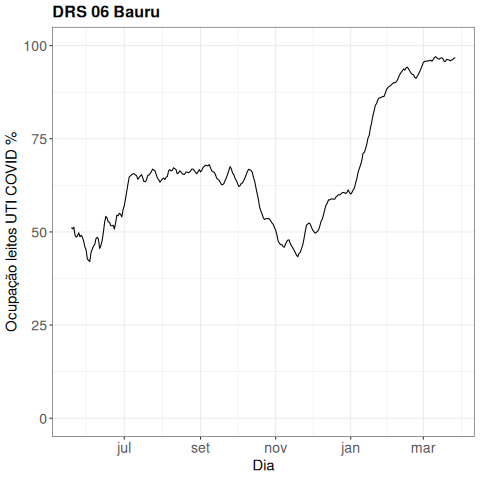 DRS 06 Bauru
Ocupação leitos UTI COVID %
100
75
50
25
0
jul set nov jan mar
Dia